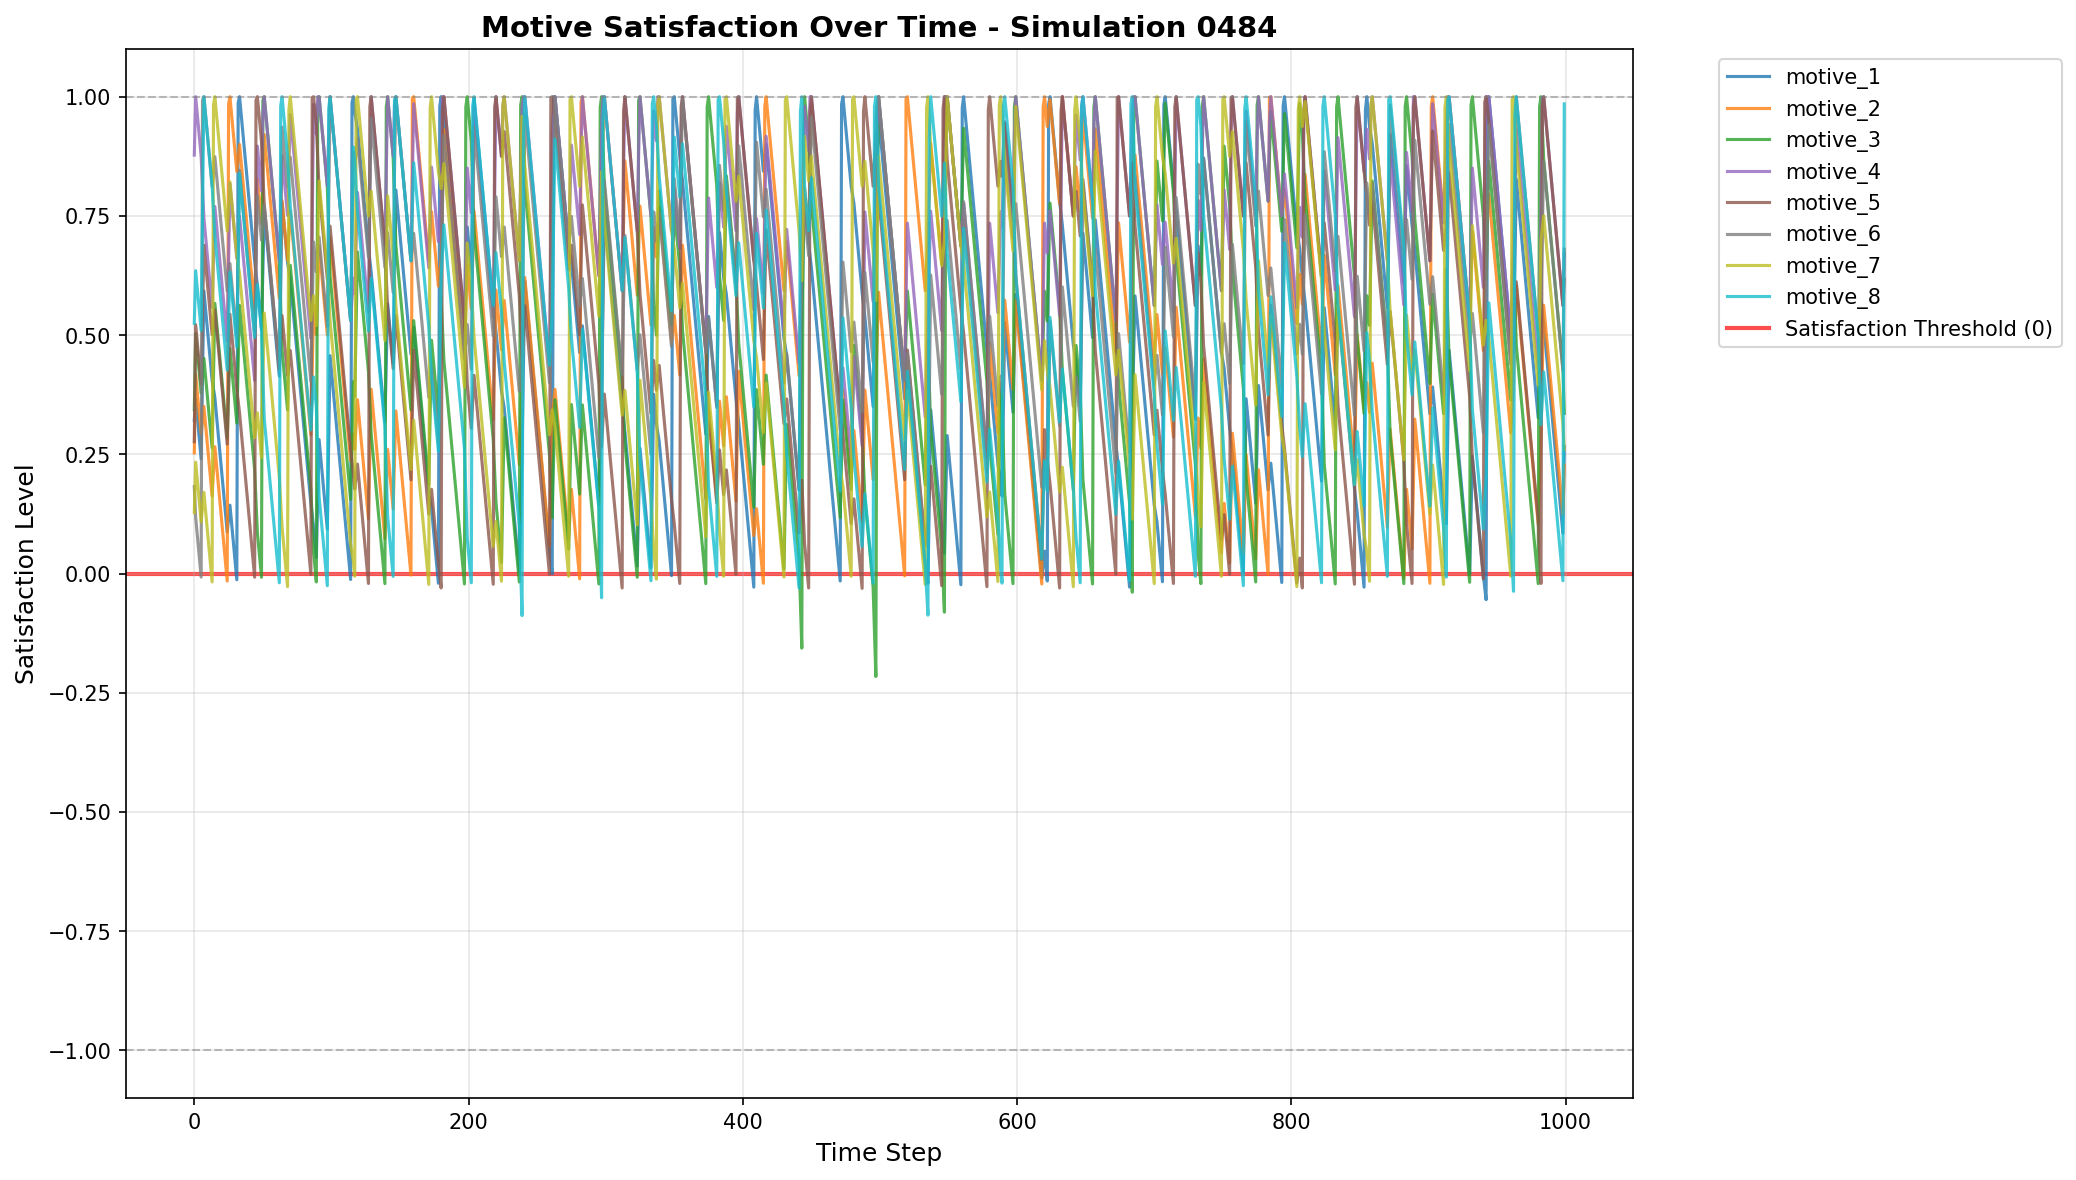 Motive Satisfaction Over Time - Simulation 0484
1.00
0.75
0.50
0.25
0.00
−0.25
−0.50
−0.75
−1.00
Satisfaction Level
0
200
400
600
800
1000
Time Step
motive_1
motive_2
motive_3
motive_4
motive_5
motive_6
motive_7
motive_8
Satisfaction Threshold (0)